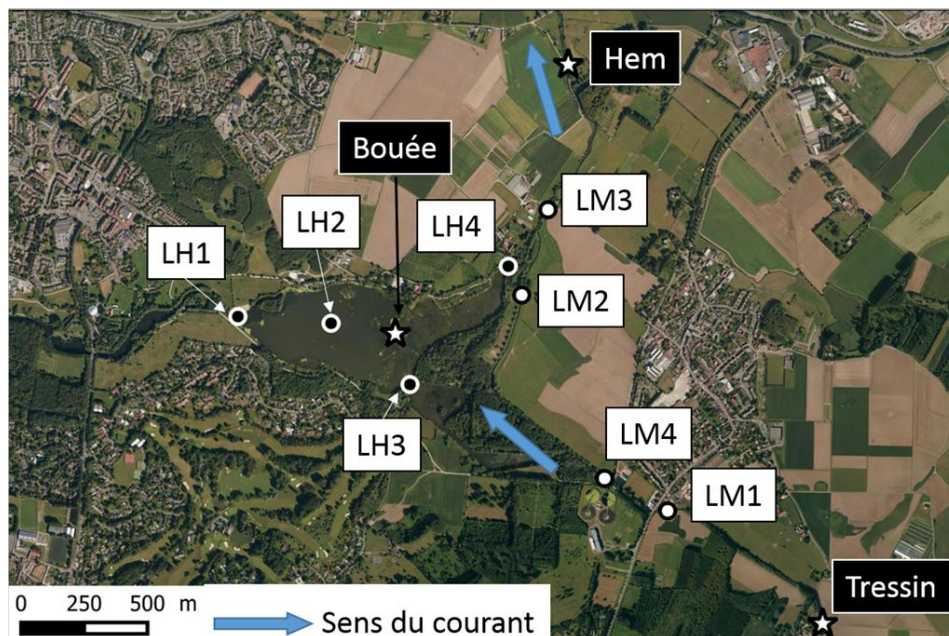 Hem
Bouée
LM3
LH4
LH2
LH1
LM2
LH3
LM4
LM1
Tressin
0 250 500 m
Sens du courant